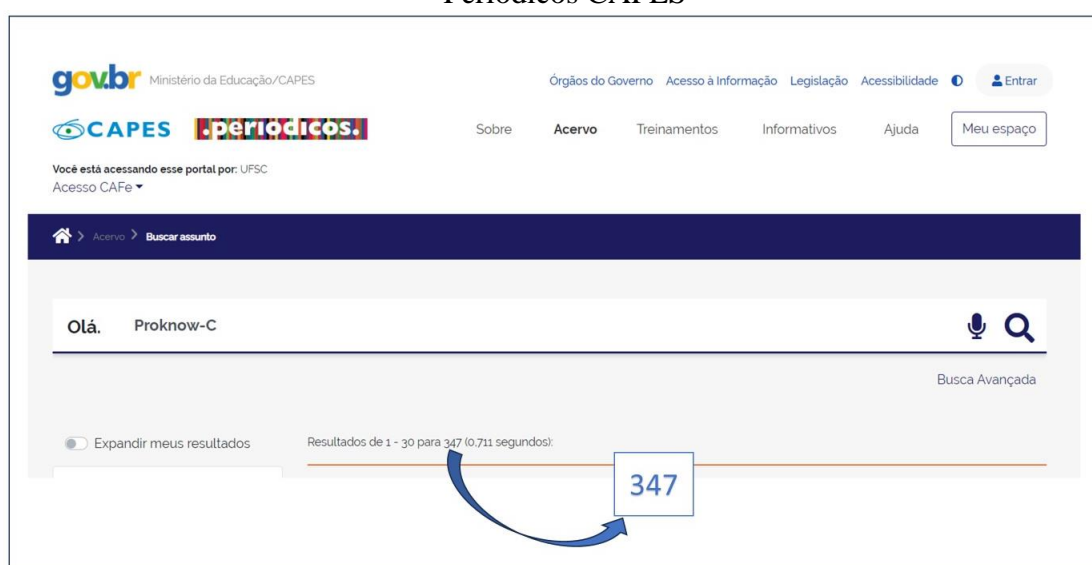 Periódicos CAPES
gov.br Ministério da Educação/CAPES
Órgãos do Governo Acesso à Informação Legislação Acessibilidade Entrar
CAPES .periodicos.
Sobre Acervo Treinamentos Informativos Ajuda Meu espaço
Você está acessando esse portal por: UFSC
Acesso CAFe
Acervo > Buscar assunto
Olá. Proknow-C
Busca Avançada
Expandir meus resultados
Resultados de 1 - 30 para 347 (0.711 segundos):
347